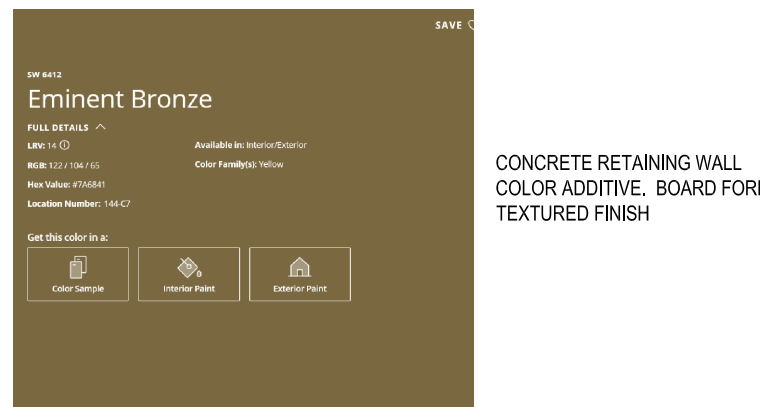 SAVE
SW 6412
Eminent Bronze
FULL DETAILS
LRV: 14
Available in: Interior/Exterior
RGB: 122 / 104 / 65
Color Family(s): Yellow
Hex Value: #7A6841
Location Number: 144-C7
Get this color in a:
Color Sample
Interior Paint
Exterior Paint
CONCRETE RETAINING WALL
COLOR ADDITIVE. BOARD FOR
TEXTURED FINISH